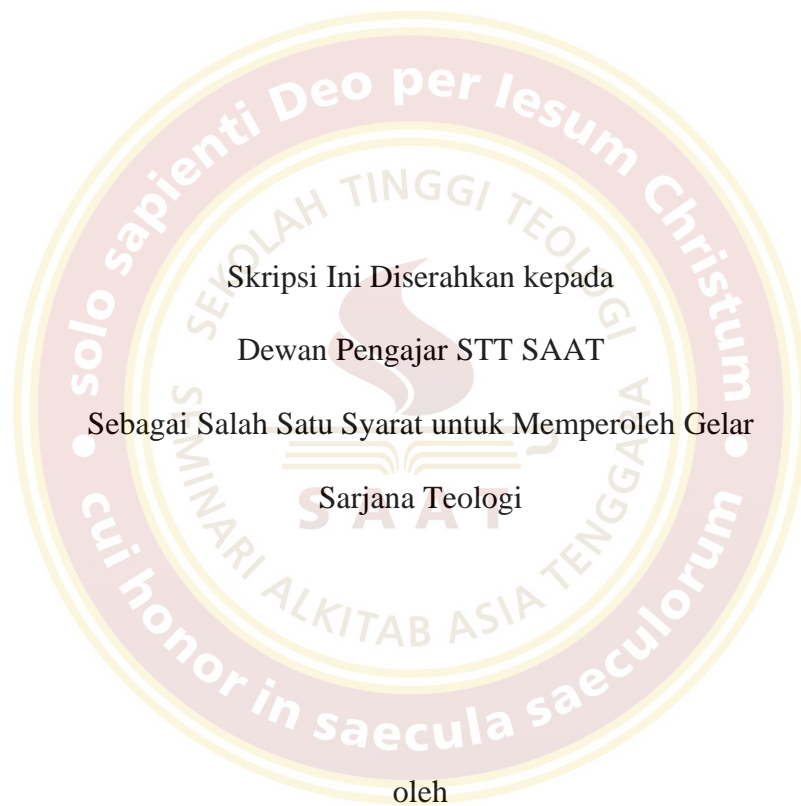 solo sapienti Deo per Iesum Christum
SEKOLAH TINGGI TEOLOGI
Skripsi Ini Diserahkan kepada
Dewan Pengajar STT SAAT
Sebagai Salah Satu Syarat untuk Memperoleh Gelar
Sarjana Teologi
SAAT
SEMINARI ALKITAB ASIA TENGGARA
cui honor in saecula saeculorum
oleh